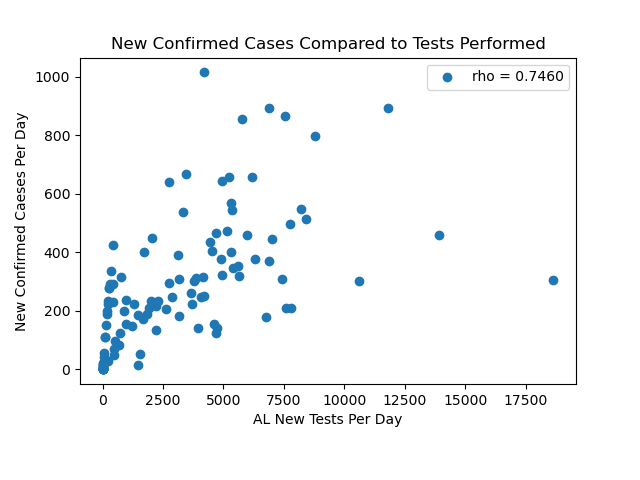 New Confirmed Cases Compared to Tests Performed
rho = 0.7460
New Confirmed Caeses Per Day
1000
800
600
400
200
0
0 2500 5000 7500 10000 12500 15000 17500
AL New Tests Per Day